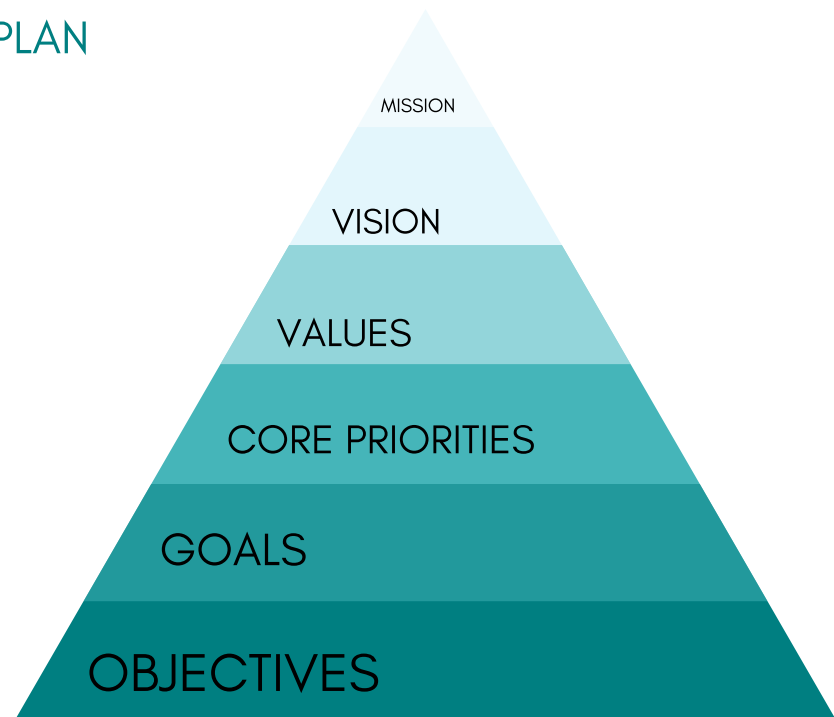 PLAN
MISSION
VISION
VALUES
CORE PRIORITIES
GOALS
OBJECTIVES